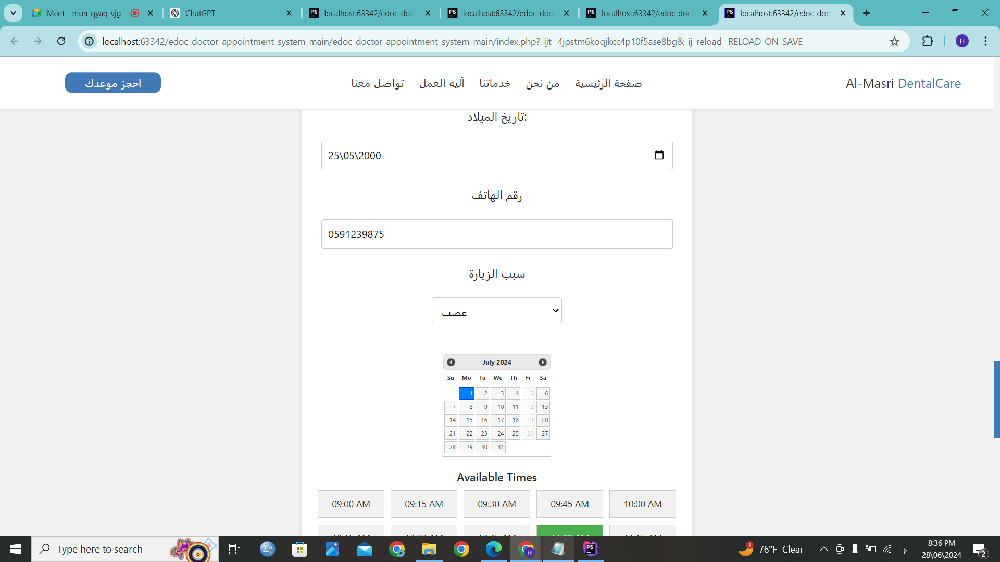 Meet - mun-qyaq-vjg
ChatGPT
localhost:63342/edoc-doct
localhost:63342/edoc-doct
localhost:63342/edoc-doct
localhost:63342/edoc-doct
localhost:63342/edoc-doctor-appointment-system-main/edoc-doctor-appointment-system-main/index.php?_ijt=4jpstm6koqjkcc4p10f5ase8bg&_ij_reload=RELOAD_ON_SAVE
H
Al-Masri DentalCare
صفحة الرئيسية
من نحن
خدماتنا
آليه العمل
تواصل معنا
احجز موعدك
تاريخ الميلاد:
25\05\2000
رقم الهاتف
0591239875
سبب الزيارة
عصب
July 2024
Su Mo Tu We Th Fr Sa
1 2 3 4 5 6
7 8 9 10 11 12 13
14 15 16 17 18 19 20
21 22 23 24 25 26 27
28 29 30 31
Available Times
09:00 AM 09:15 AM 09:30 AM 09:45 AM 10:00 AM
Type here to search
1
76°F Clear
ع
8:36 PM
28\06\2024
2